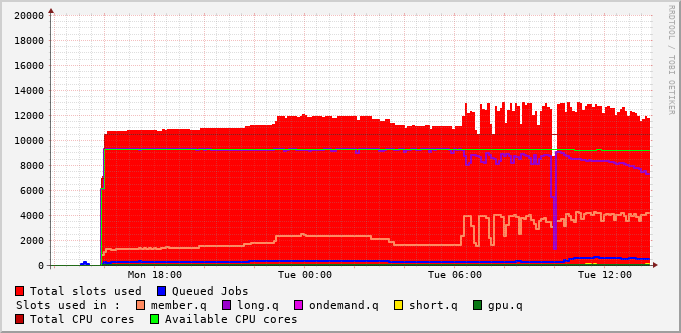 RRDTOOL / TOBI OETIKER
20000
18000
16000
14000
12000
10000
8000
6000
4000
2000
0
Mon 18:00 Tue 00:00 Tue 06:00 Tue 12:00
Total slots used Queued Jobs
Slots used in : member.q long.q ondemand.q short.q gpu.q
Total CPU cores Available CPU cores